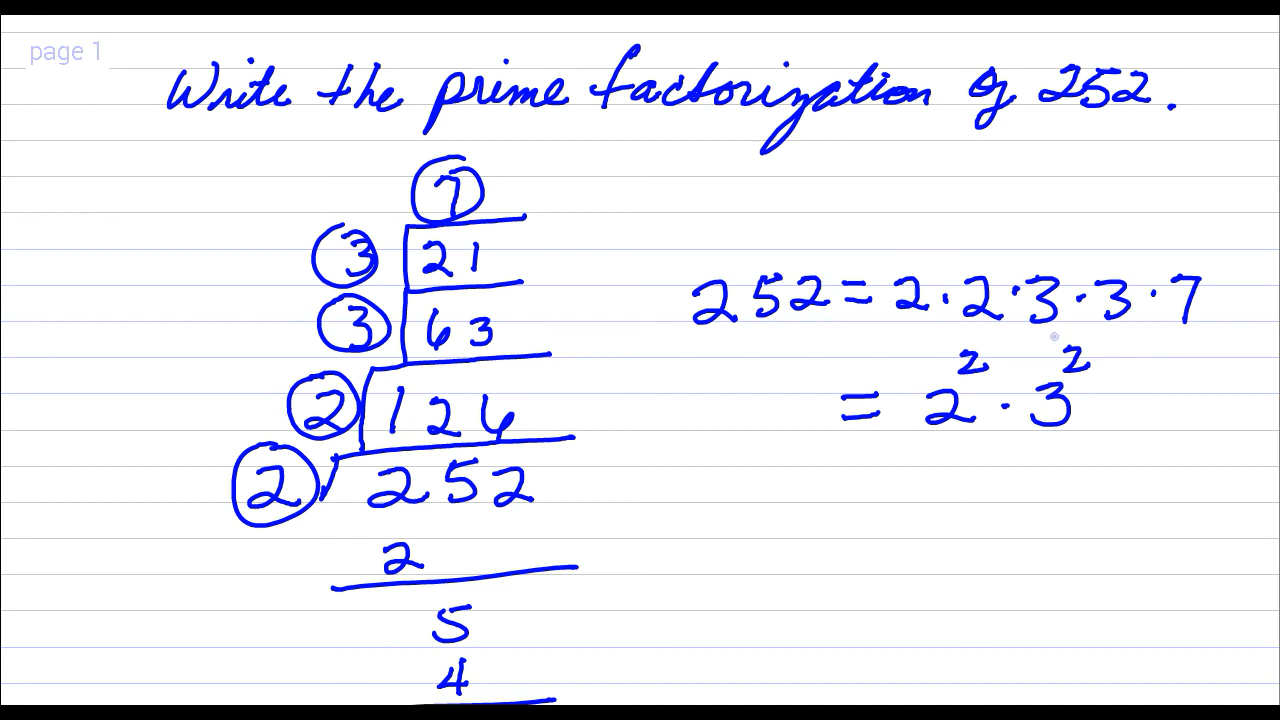 page 1
Write the prime factorization of 252.
7
3 21
3 63
2 126
2 252
2
5
4
252 = 2 · 2 · 3 · 3 · 7
= 2² · 3²